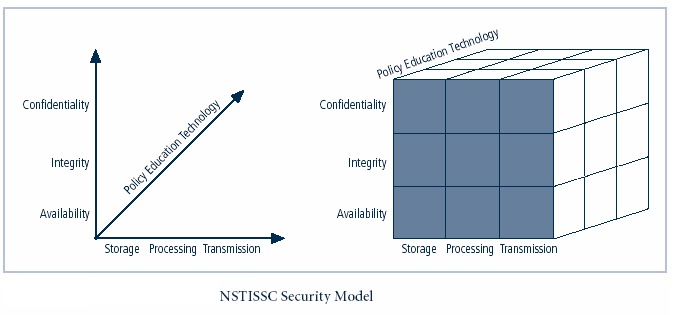 Confidentiality
Integrity
Availability
Policy Education Technology
Storage Processing Transmission
Policy Education Technology
Confidentiality
Integrity
Availability
Storage Processing Transmission
NSTISSC Security Model